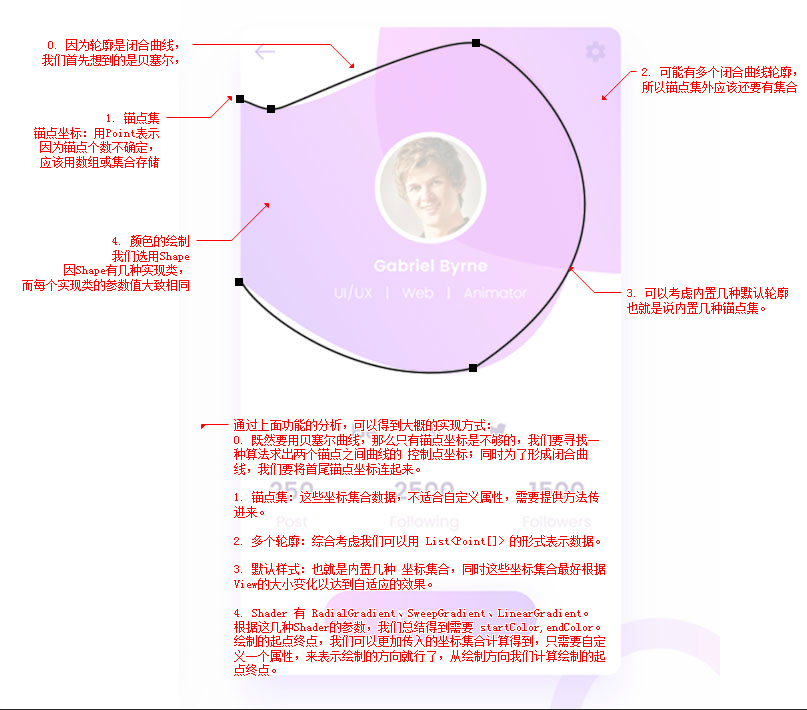 0. 因为轮廓是闭合曲线，
我们首先想到的是贝塞尔，
2. 可能有多个闭合曲线轮廓，
所以锚点集外应该还要有集合
1. 锚点集
锚点坐标：用Point表示
因为锚点个数不确定，
应该用数组或集合存储
4. 颜色的绘制
我们选用Shape
因Shape有几种实现类，
而每个实现类的参数值大致相同
Gabriel Byrne
UI/UX | Web | Animator
3. 可以考虑内置几种默认轮廓
也就是说内置几种锚点集。
通过上面功能的分析，可以得到大概的实现方式：
0. 既然要用贝塞尔曲线，那么只有锚点坐标是不够的，我们要寻找一
种算法求出两个锚点之间曲线的 控制点坐标；同时为了形成闭合曲
线，我们要将首尾锚点坐标连起来。
250 2500 1500
1. 锚点集：这些坐标集合数据，不适合自定义属性，需要提供方法传
进来。
Post Following Followers
2. 多个轮廓：综合考虑我们可以用 List<Point[]> 的形式表示数据。
3. 默认样式：也就是内置几种 坐标集合，同时这些坐标集合最好根据
View的大小变化以达到自适应的效果。
4. Shader 有 RadialGradient、SweepGradient、LinearGradient。
根据这几种Shader的参数，我们总结得到需要 startColor,endColor。
绘制的起点终点，我们可以更加传入的坐标集合计算得到，只需要自定
义一个属性，来表示绘制的方向就行了，从绘制方向我们计算绘制的起
点终点。